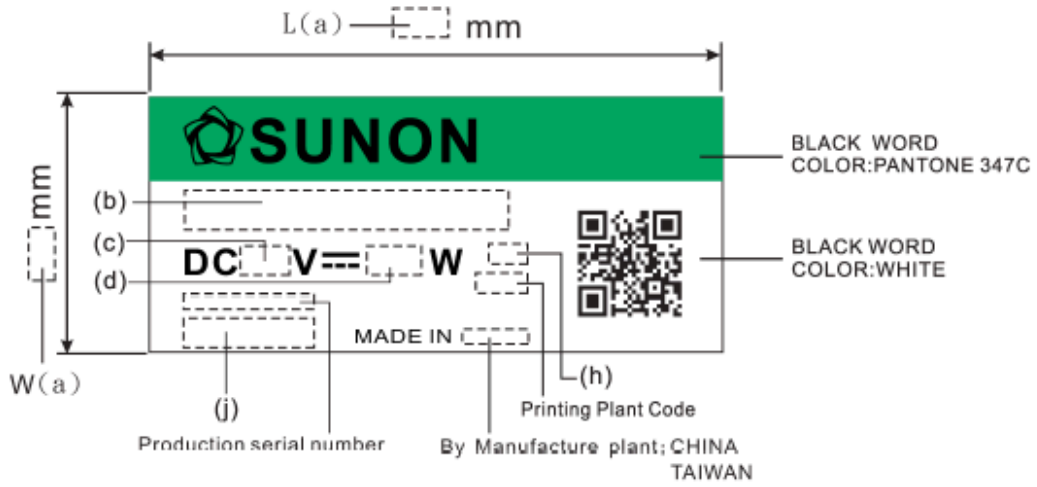 L(a) mm
SUNON
BLACK WORD
COLOR:PANTONE 347C
mm
(b)
(c)
DC V W
(d)
BLACK WORD
COLOR:WHITE
MADE IN
W(a)
(j)
(h)
Printing Plant Code
Production serial number
By Manufacture plant; CHINA
TAIWAN